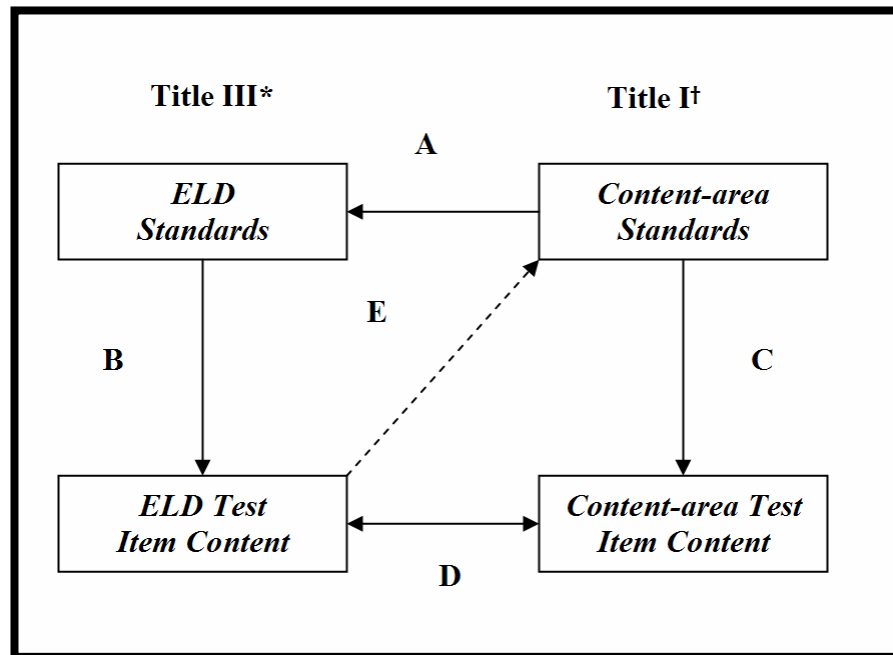 Title III*
Title I†
A
ELD
Standards
Content-area
Standards
E
B
C
ELD Test
Item Content
Content-area Test
Item Content
D